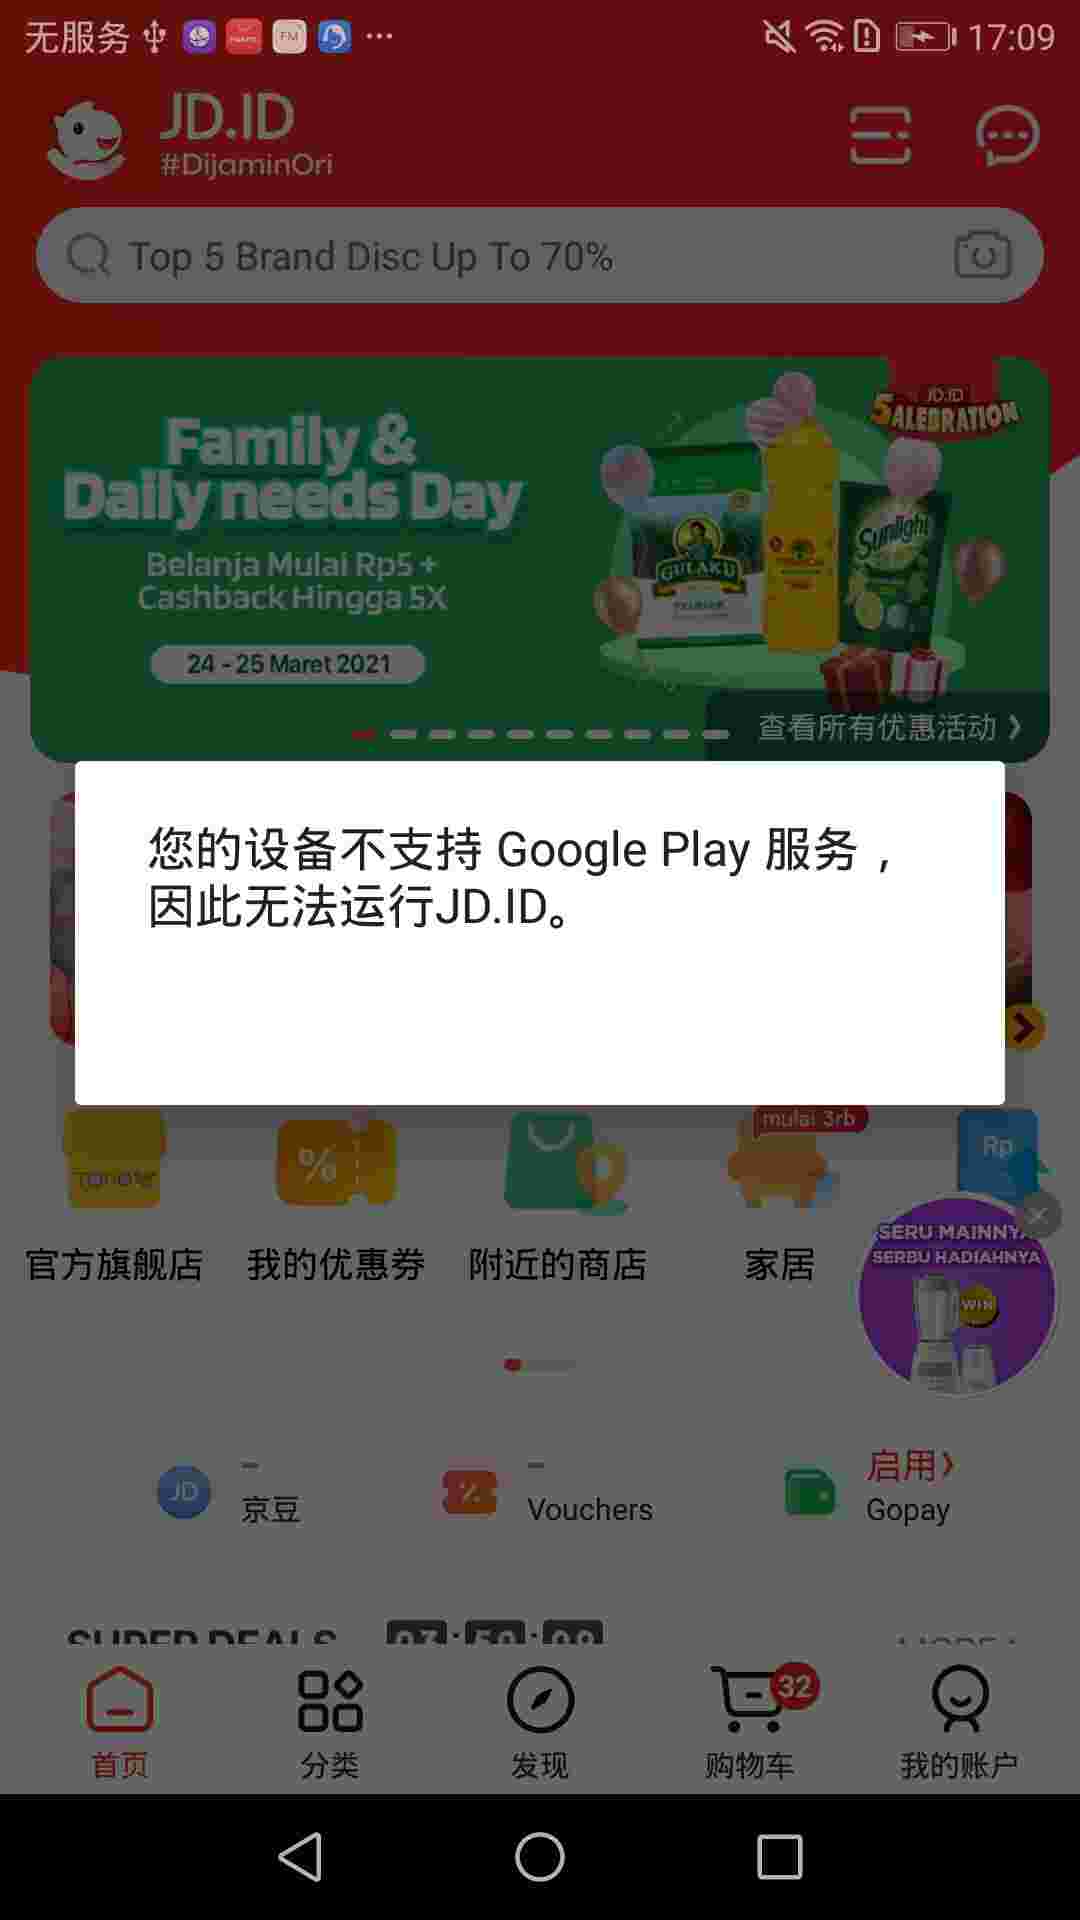 无服务
FM
17:09
JD.ID
#DijaminOri
Top 5 Brand Disc Up To 70%
JD.ID
5ALEBRATION
Family &
Daily needs Day
Belanja Mulai Rp5 +
Cashback Hingga 5X
24 - 25 Maret 2021
GULAKU
Sunlight
查看所有优惠活动
您的设备不支持 Google Play 服务，
因此无法运行JD.ID。
mulai 3rb
%
Rp
官方旗舰店
我的优惠券
附近的商店
家居
SERU MAINNYA
SERBU HADIAHNYA
WIN
JD
京豆
Vouchers
启用
Gopay
SUPER DEALS
03:50:09
MORE
32
首页
分类
发现
购物车
我的账户